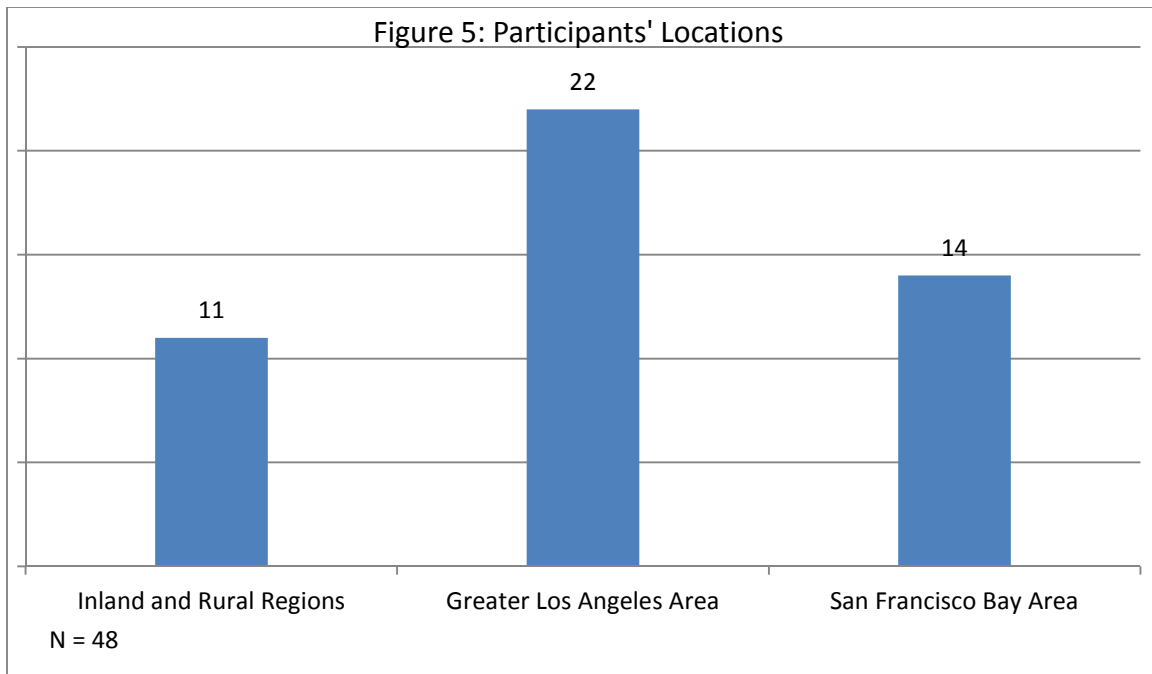 Figure 5: Participants' Locations
22
14
11
Inland and Rural Regions
Greater Los Angeles Area
San Francisco Bay Area
N = 48